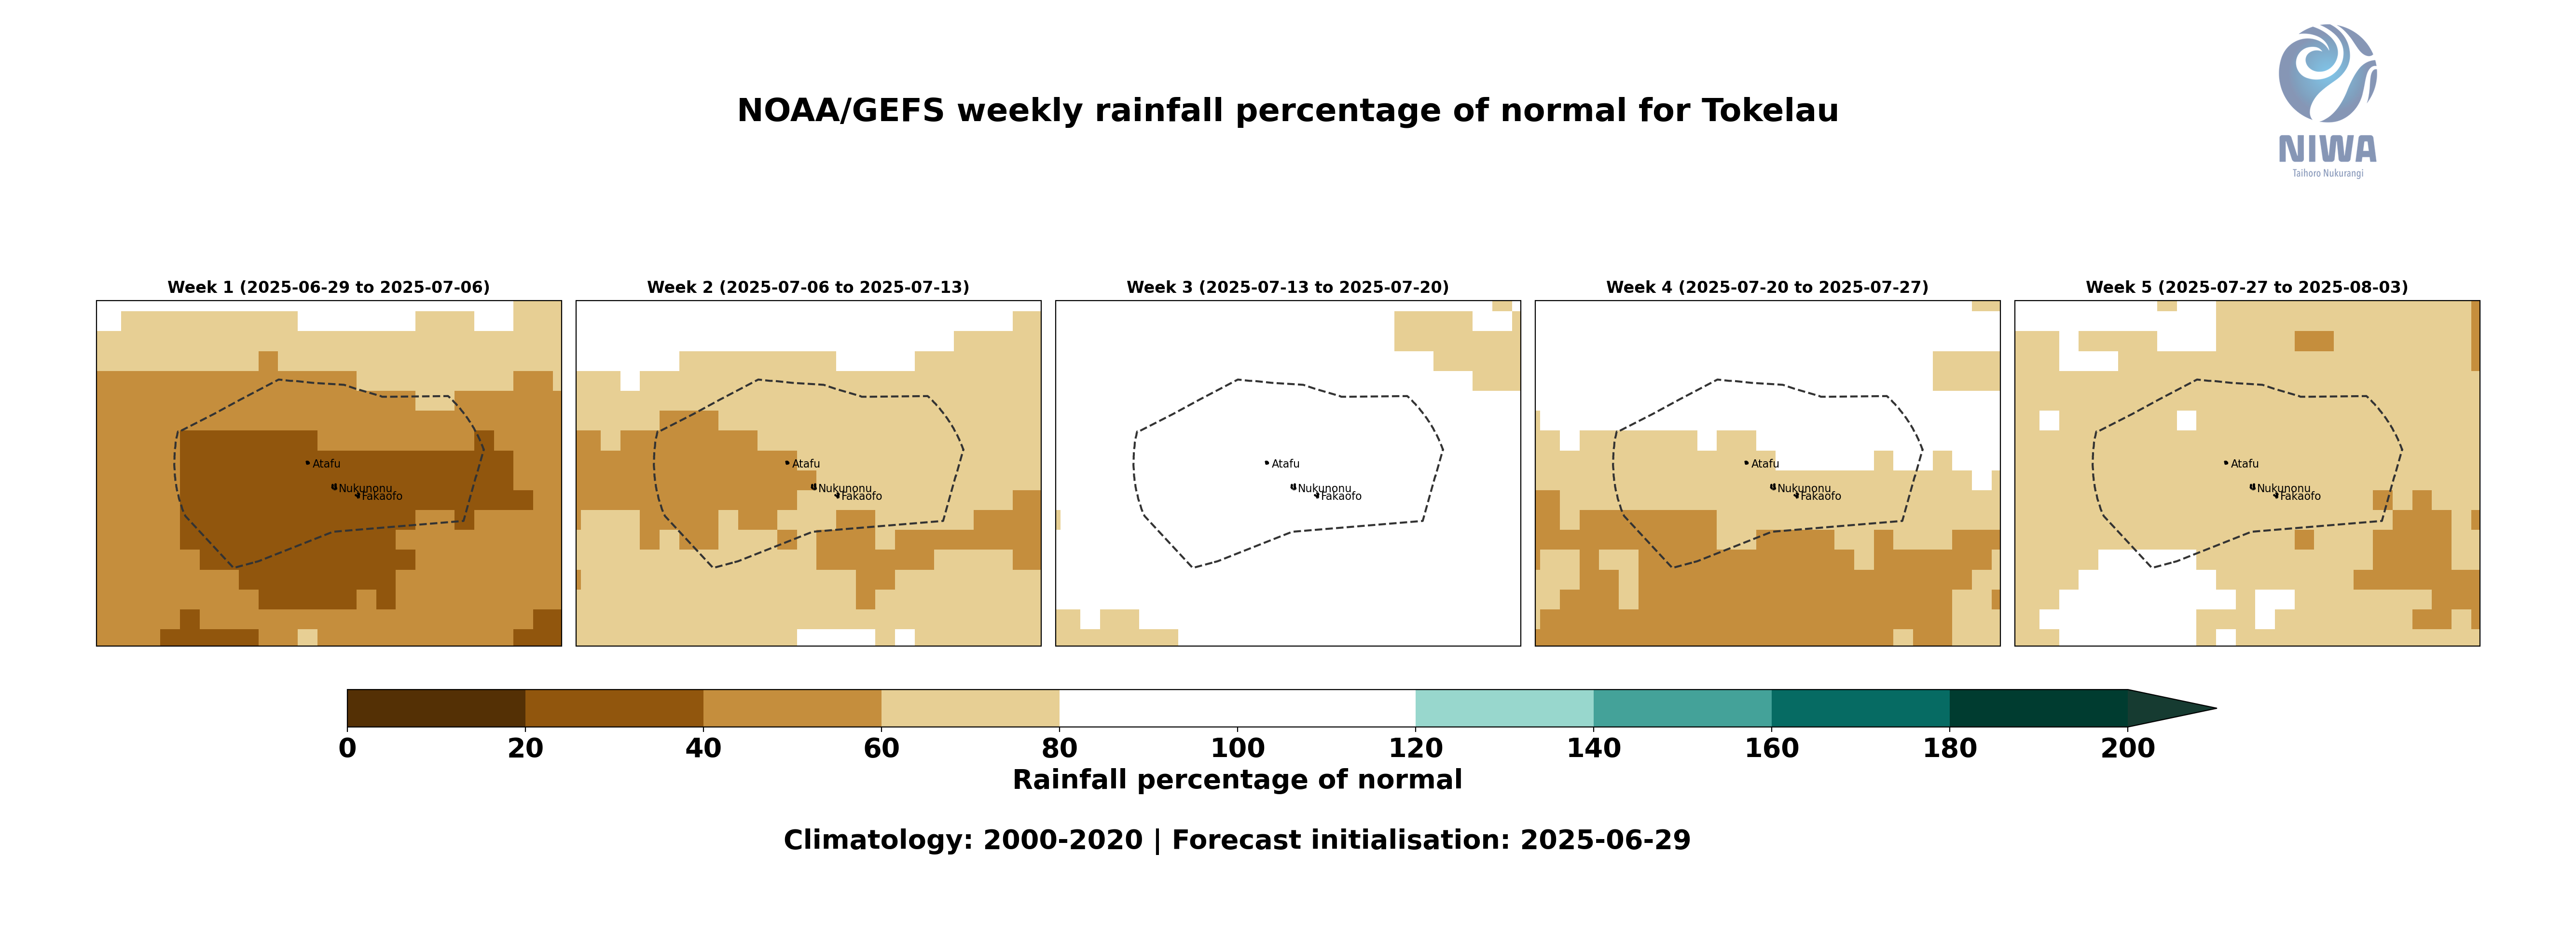 NOAA/GEFS weekly rainfall percentage of normal for Tokelau
NIWA
Taihoro Nukurangi
Week 1 (2025-06-29 to 2025-07-06)
Week 2 (2025-07-06 to 2025-07-13)
Week 3 (2025-07-13 to 2025-07-20)
Week 4 (2025-07-20 to 2025-07-27)
Week 5 (2025-07-27 to 2025-08-03)
Atafu
Nukunonu
Fakaofo
Atafu
Nukunonu
Fakaofo
Atafu
Nukunonu
Fakaofo
Atafu
Nukunonu
Fakaofo
Atafu
Nukunonu
Fakaofo
0 20 40 60 80 100 120 140 160 180 200
Rainfall percentage of normal
Climatology: 2000-2020 | Forecast initialisation: 2025-06-29